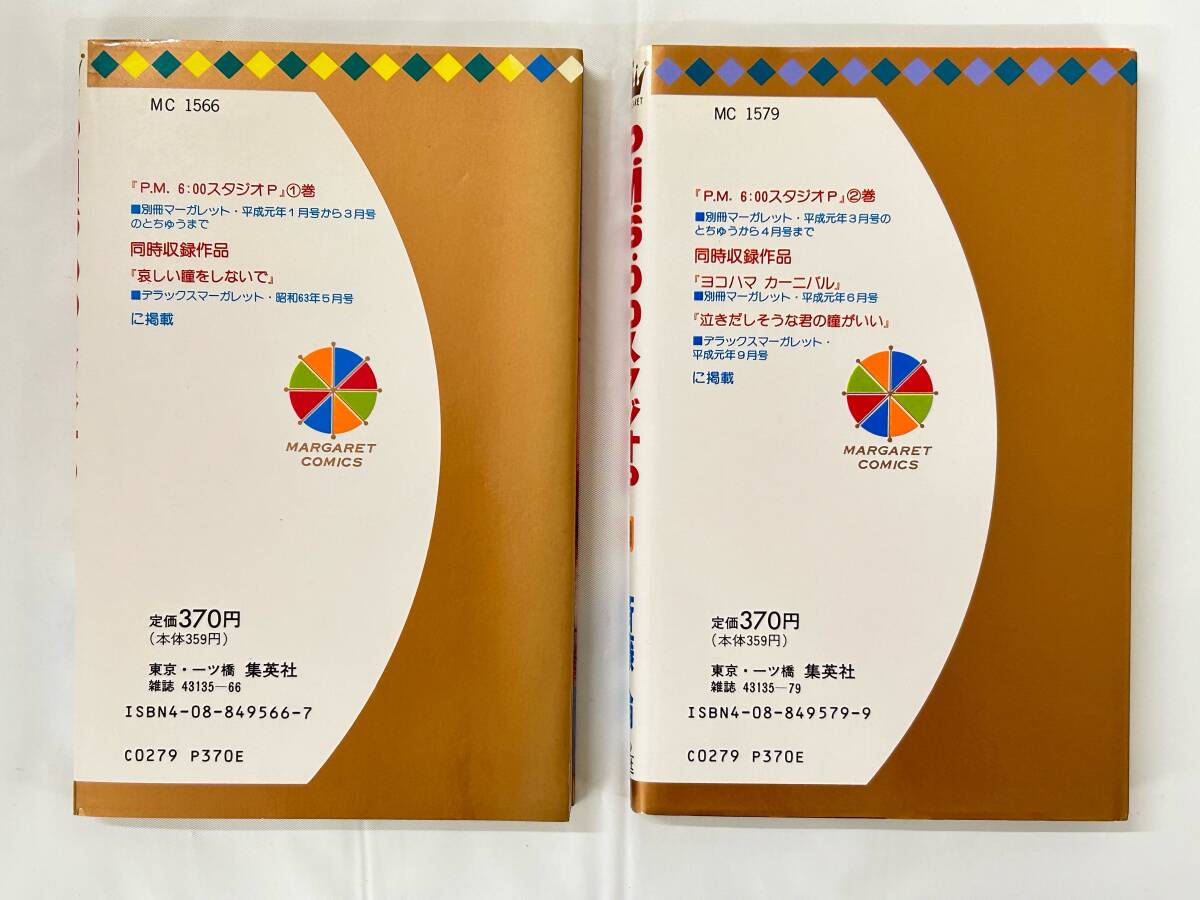 MC 1566
『P.M. 6:00スタジオP』①巻
■別冊マーガレット・平成元年1月号から3月号
のとちゅうまで
同時収録作品
『哀しい瞳をしないで』
■デラックスマーガレット・昭和63年5月号
に掲載
MARGARET
COMICS
定価370円
(本体359円)
東京・一ツ橋 集英社
雑誌 43135—66
ISBN4-08-849566-7
C0279 P370E
P.M.6:00スタジオP
MC 1579
『P.M. 6:00スタジオP』②巻
■別冊マーガレット・平成元年3月号の
とちゅうから4月号まで
同時収録作品
『ヨコハマ カーニバル』
■別冊マーガレット・平成元年6月号
『泣きだしそうな君の瞳がいい』
■デラックスマーガレット・
平成元年9月号
に掲載
MARGARET
COMICS
定価370円
(本体359円)
東京・一ツ橋 集英社
雑誌 43135—79
ISBN4-08-849579-9
C0279 P370E